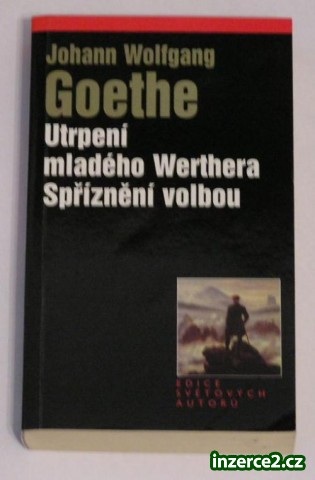 Johann Wolfgang
Goethe
Utrpení
mladého Werthera
Spříznění volbou
EDICE
SVĚTOVÝCH
AUTORŮ
inzerce2.cz